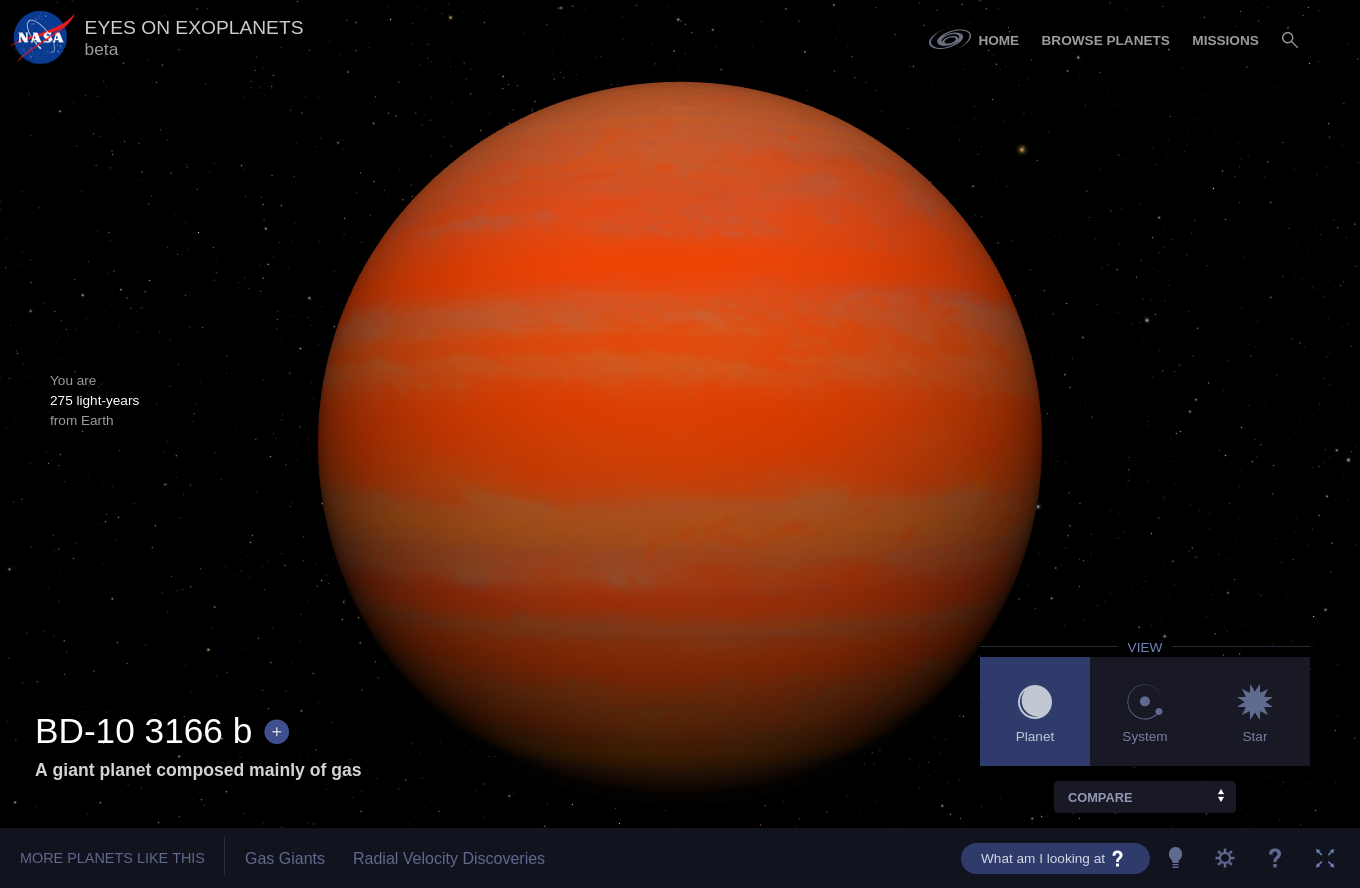 NASA
EYES ON EXOPLANETS
beta
HOME BROWSE PLANETS MISSIONS
You are
275 light-years
from Earth
VIEW
Planet System Star
COMPARE
BD-10 3166 b +
A giant planet composed mainly of gas
MORE PLANETS LIKE THIS Gas Giants Radial Velocity Discoveries What am I looking at ? ?